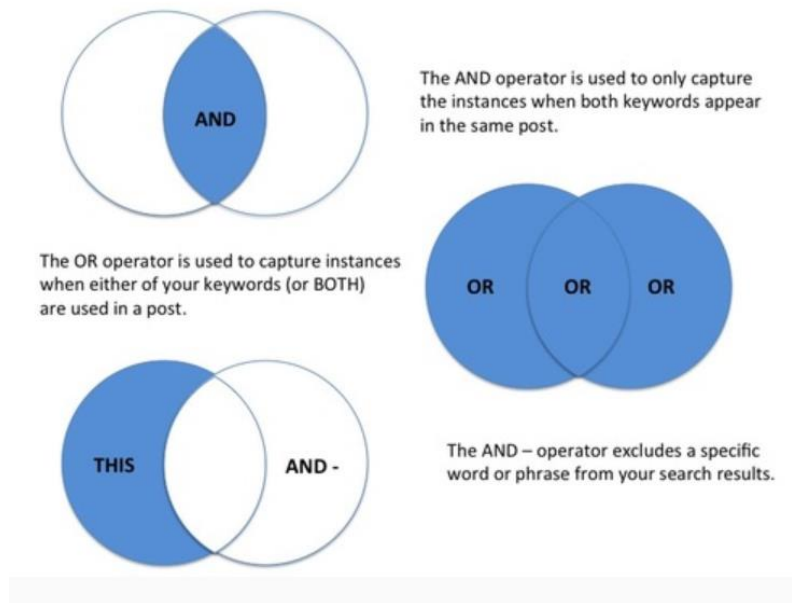 AND
The AND operator is used to only capture
the instances when both keywords appear
in the same post.
The OR operator is used to capture instances
when either of your keywords (or BOTH)
are used in a post.
OR OR OR
THIS AND -
The AND – operator excludes a specific
word or phrase from your search results.